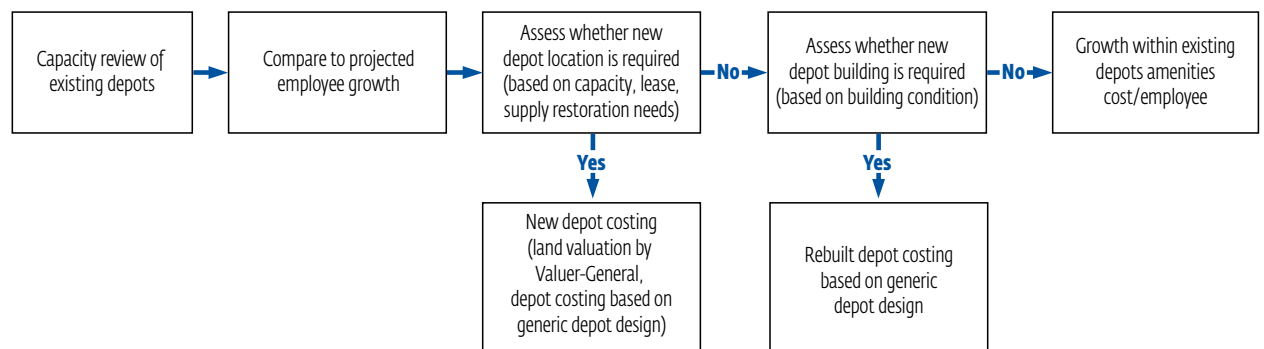 Capacity review of
existing depots
Compare to projected
employee growth
Assess whether new
depot location is required
(based on capacity, lease,
supply restoration needs)
No
Assess whether new
depot building is required
(based on building condition)
No
Growth within existing
depots amenities
cost/employee
Yes
Yes
New depot costing
(land valuation by
Valuer-General,
depot costing based on
generic depot design)
Rebuilt depot costing
based on generic
depot design